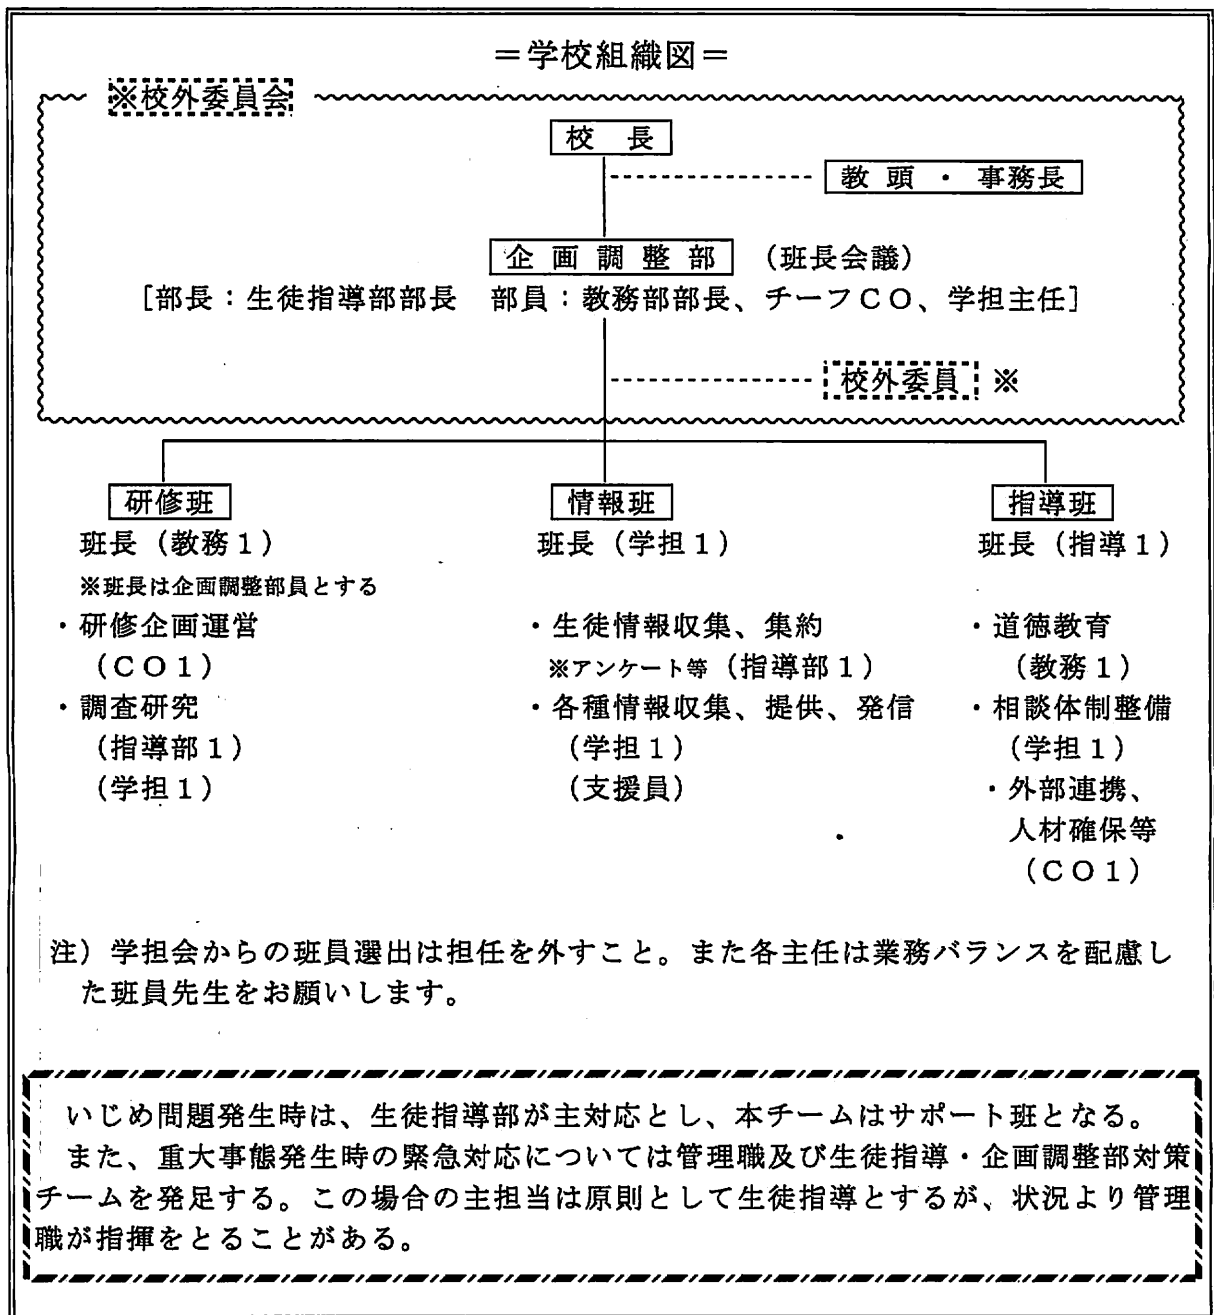 ＝学校組織図＝
※校外委員会
校　長
教 頭 ・ 事務長
企 画 調 整 部　（班長会議）
［部長：生徒指導部部長　部員：教務部部長、チーフＣＯ、学担主任］
校外委員　※
研修班
班長（教務１）
※班長は企画調整部員とする
・研修企画運営
（ＣＯ１）
・調査研究
（指導部１）
（学担１）
情報班
班長（学担１）
・生徒情報収集、集約
※アンケート等（指導部１）
・各種情報収集、提供、発信
（学担１）
（支援員）
指導班
班長（指導１）
・道徳教育
（教務１）
・相談体制整備
（学担１）
・外部連携、
人材確保等
（ＣＯ１）
注）学担会からの班員選出は担任を外すこと。また各主任は業務バランスを配慮し
た班員先生をお願いします。
いじめ問題発生時は、生徒指導部が主対応とし、本チームはサポート班となる。
また、重大事態発生時の緊急対応については管理職及び生徒指導・企画調整部対策
チームを発足する。この場合の主担当は原則として生徒指導とするが、状況より管理
職が指揮をとることがある。